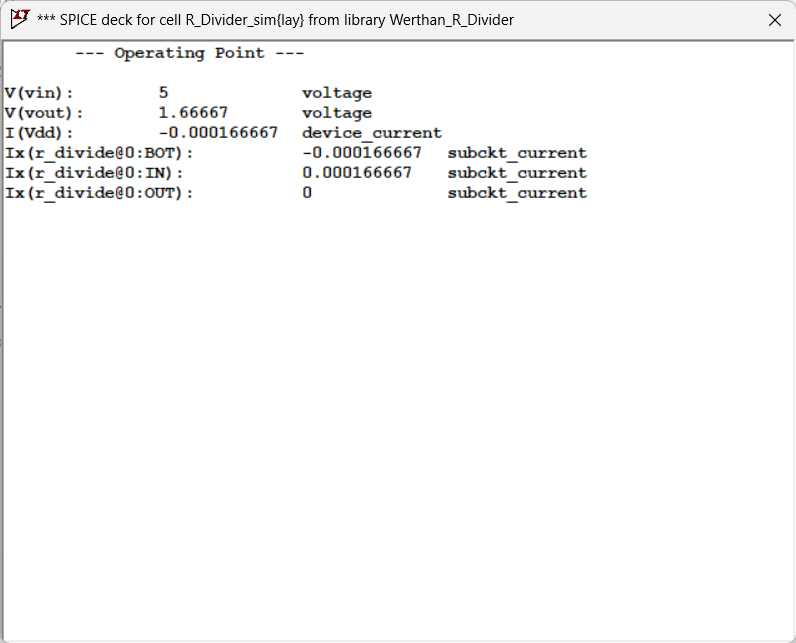 *** SPICE deck for cell R_Divider_sim{lay} from library Werthan_R_Divider
--- Operating Point ---
V(vin): 5 voltage
V(vout): 1.66667 voltage
I(Vdd): -0.000166667 device_current
Ix(r_divide@0:BOT): -0.000166667 subckt_current
Ix(r_divide@0:IN): 0.000166667 subckt_current
Ix(r_divide@0:OUT): 0 subckt_current